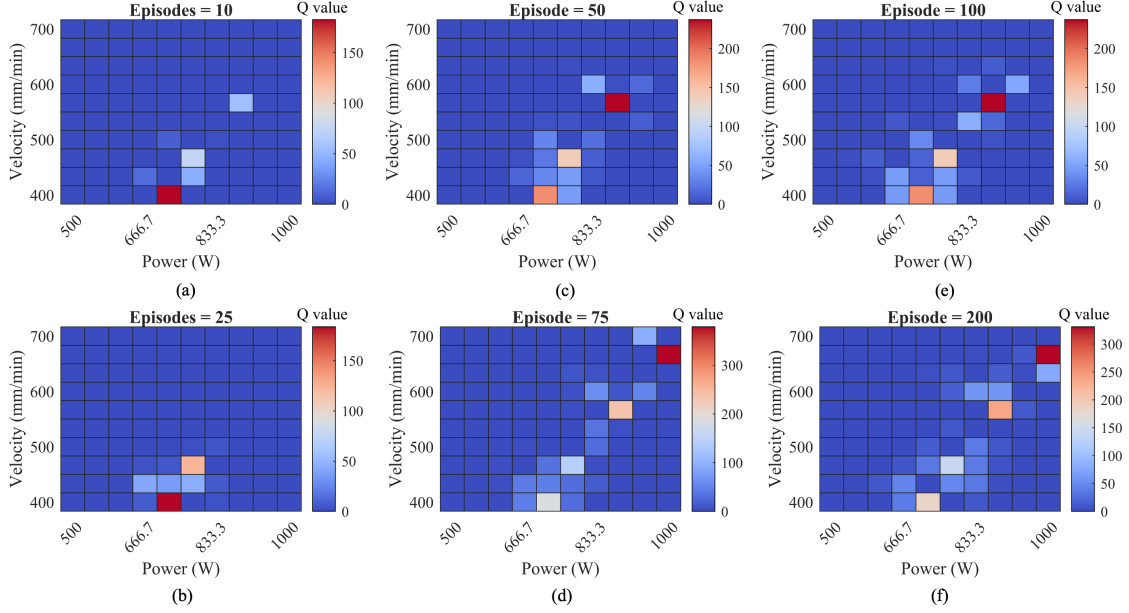 Episodes = 10
Q value
700
600
500
400
Velocity (mm/min)
150
100
50
0
500
666.7
833.3
1000
Power (W)
(a)
Episode = 50
Q value
700
600
500
400
Velocity (mm/min)
200
150
100
50
0
500
666.7
833.3
1000
Power (W)
(c)
Episode = 100
Q value
700
600
500
400
Velocity (mm/min)
200
150
100
50
0
500
666.7
833.3
1000
Power (W)
(e)
Episodes = 25
Q value
700
600
500
400
Velocity (mm/min)
150
100
50
0
500
666.7
833.3
1000
Power (W)
(b)
Episode = 75
Q value
700
600
500
400
Velocity (mm/min)
300
200
100
0
500
666.7
833.3
1000
Power (W)
(d)
Episode = 200
Q value
700
600
500
400
Velocity (mm/min)
300
250
200
150
100
50
0
500
666.7
833.3
1000
Power (W)
(f)